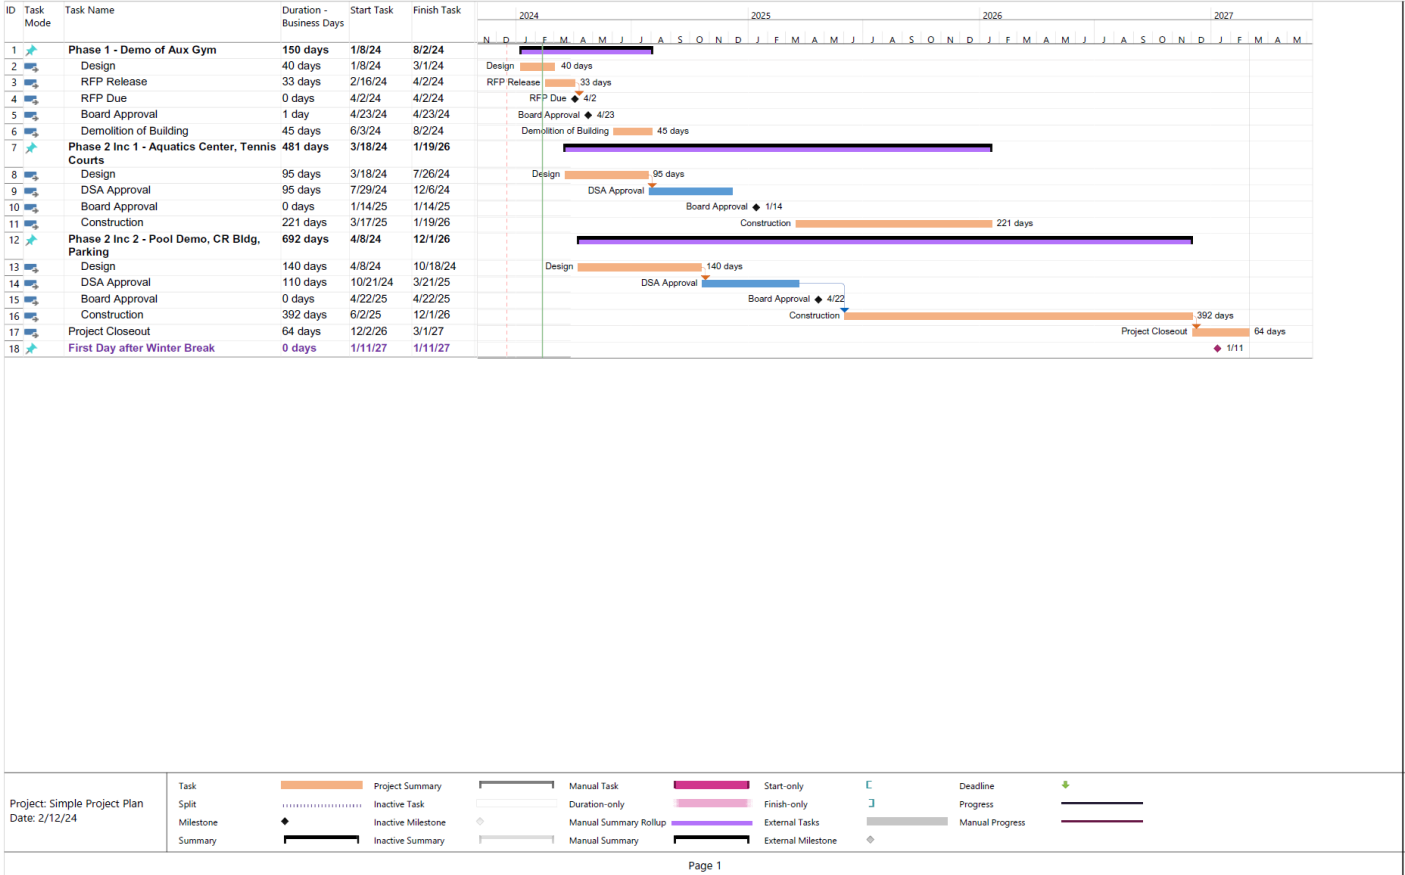 ID Task Mode Task Name Duration - Business Days Start Task Finish Task
2024 2025 2026 2027
N D J F M A M J J A S O N D J F M A M J J A S O N D J F M A M J J A S O N D J F M A M
1 Phase 1 - Demo of Aux Gym 150 days 1/8/24 8/2/24
2 Design 40 days 1/8/24 3/1/24 Design 40 days
3 RFP Release 33 days 2/16/24 4/2/24 RFP Release 33 days
4 RFP Due 0 days 4/2/24 4/2/24 RFP Due 4/2
5 Board Approval 1 day 4/23/24 4/23/24 Board Approval 4/23
6 Demolition of Building 45 days 6/3/24 8/2/24 Demolition of Building 45 days
7 Phase 2 Inc 1 - Aquatics Center, Tennis 481 days 3/18/24 1/19/26
Courts
8 Design 95 days 3/18/24 7/26/24 Design 95 days
9 DSA Approval 95 days 7/29/24 12/6/24 DSA Approval
10 Board Approval 0 days 1/14/25 1/14/25 Board Approval 1/14
11 Construction 221 days 3/17/25 1/19/26 Construction 221 days
12 Phase 2 Inc 2 - Pool Demo, CR Bldg, 692 days 4/8/24 12/1/26
Parking
13 Design 140 days 4/8/24 10/18/24 Design 140 days
14 DSA Approval 110 days 10/21/24 3/21/25 DSA Approval
15 Board Approval 0 days 4/22/25 4/22/25 Board Approval 4/22
16 Construction 392 days 6/2/25 12/1/26 Construction 392 days
17 Project Closeout 64 days 12/2/26 3/1/27 Project Closeout 64 days
18 First Day after Winter Break 0 days 1/11/27 1/11/27 1/11
Project: Simple Project Plan
Date: 2/12/24
Task Project Summary Manual Task Start-only Deadline
Split Inactive Task Duration-only Finish-only Progress
Milestone Inactive Milestone Manual Summary Rollup External Tasks Manual Progress
Summary Inactive Summary Manual Summary External Milestone
Page 1